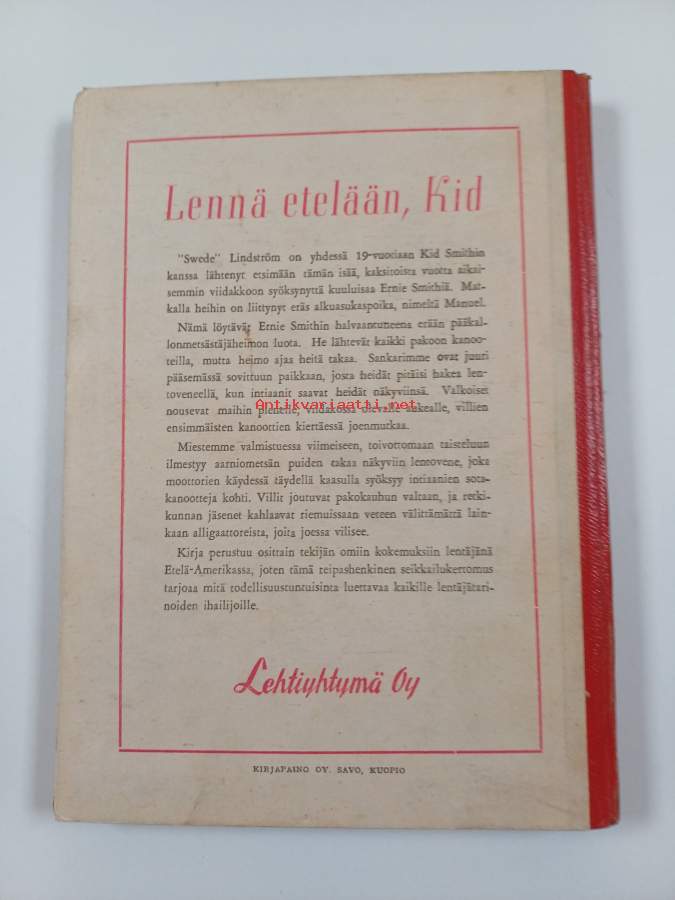 Lennä etelään, Kid
"Swede" Lindström on yhdessä 19-vuotiaan Kid Smithin
kanssa lähtenyt etsimään tämän isää, kaksitoista vuotta aikai-
semmin viidakkoon syöksynyttä kuuluisaa Ernie Smithiä. Mat-
kalla heihin on liittynyt eräs alkuasukaspoika, nimeltä Manuel.
Nämä löytävät Ernie Smithin halvaantuneena erään pääkal-
lonmetsästäjäheimon luota. He lähtevät kaikki pakoon kanoo-
teilla, mutta heimo ajaa heitä takaa. Sankarimme ovat juuri
pääsemässä sovittuun paikkaan, josta heidät pitäisi hakea len-
toveneellä, kun intiaanit saavat heidät näkyviinsä. Valkoiset
Antikvariaatti.net
nousevat maihin pienelle, viidakossa olevalle aukealle, villien
ensimmäisten kanoottien kiertäessä joenmutkaa.
Miestemme valmistuessa viimeiseen, toivottomaan taisteluun
ilmestyy aarniometsän puiden takaa näkyviin lentovene, joka
moottorien käydessä täydellä kaasulla syöksyy intiaanien sota-
kanootteja kohti. Villit joutuvat pakokauhun valtaan, ja retki-
kunnan jäsenet kahlaavat riemuissaan veteen välittämättä lain-
kaan alligaattoreista, joita joessa vilisee.
Kirja perustuu osittain tekijän omiin kokemuksiin lentäjänä
Etelä-Amerikassa, joten tämä reipashenkinen seikkailukertomus
tarjoaa mitä todellisuustuntuisinta luettavaa kaikille lentäjätari-
noiden ihailijoille.
Lehtiyhtymä Oy
KIRJAPAINO OY. SAVO, KUOPIO